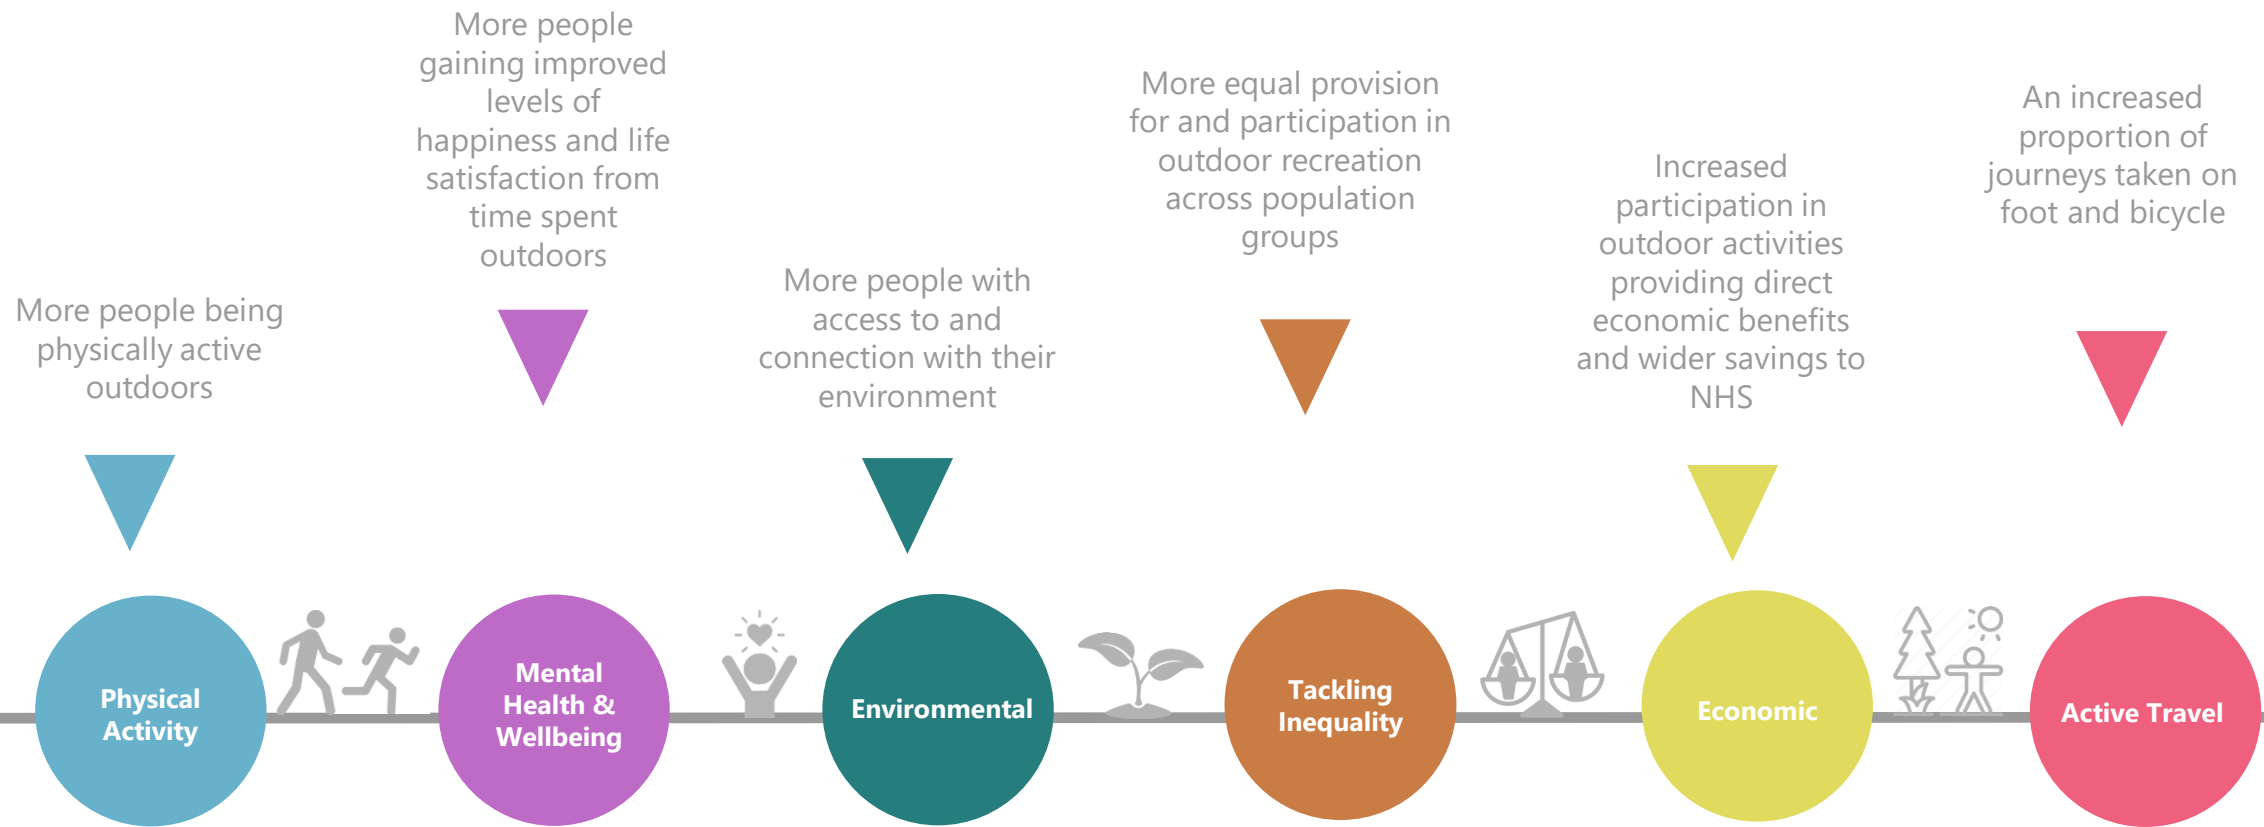 More people being
physically active
outdoors
More people
gaining improved
levels of
happiness and life
satisfaction from
time spent
outdoors
More people with
access to and
connection with their
environment
More equal provision
for and participation in
outdoor recreation
across population
groups
Increased
participation in
outdoor activities
providing direct
economic benefits
and wider savings to
NHS
An increased
proportion of
journeys taken on
foot and bicycle
Physical
Activity
Mental
Health &
Wellbeing
Environmental
Tackling
Inequality
Economic
Active Travel